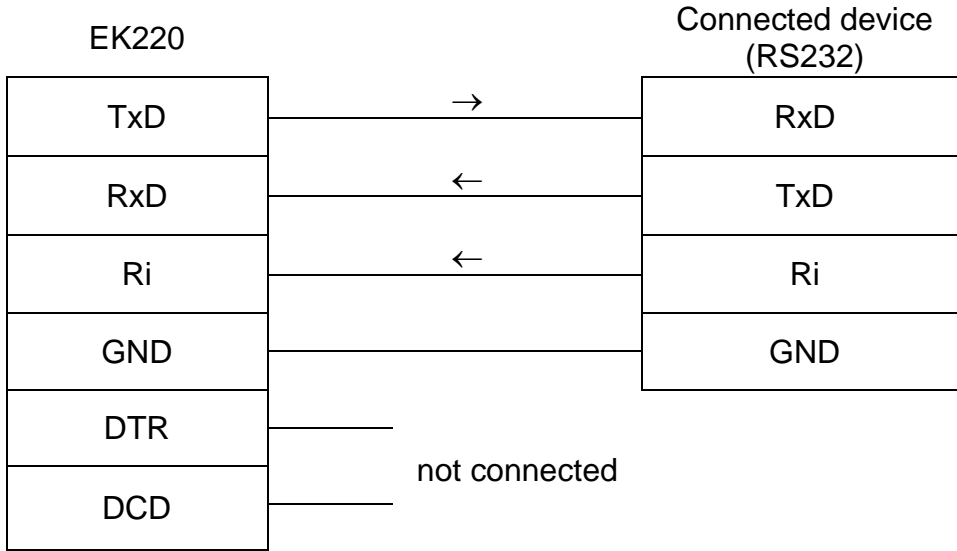 EK220
Connected device
(RS232)
TxD
→
RxD
RxD
←
TxD
Ri
←
Ri
GND
GND
DTR
not connected
DCD